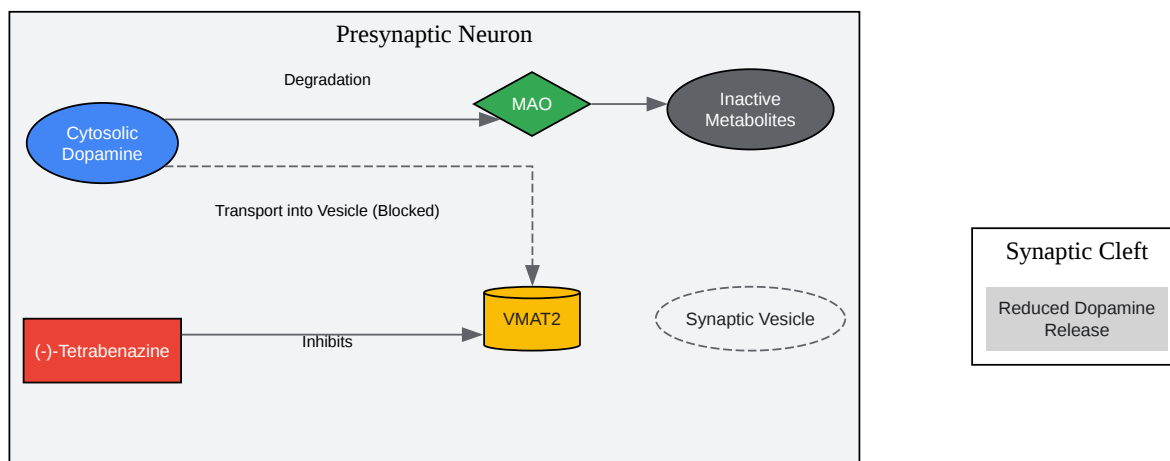 Presynaptic Neuron
Degradation
MAO
Inactive
Metabolites
Cytosolic
Dopamine
Transport into Vesicle (Blocked)
(-)-Tetrabenazine
Inhibits
VMAT2
Synaptic Vesicle
Synaptic Cleft
Reduced Dopamine
Release